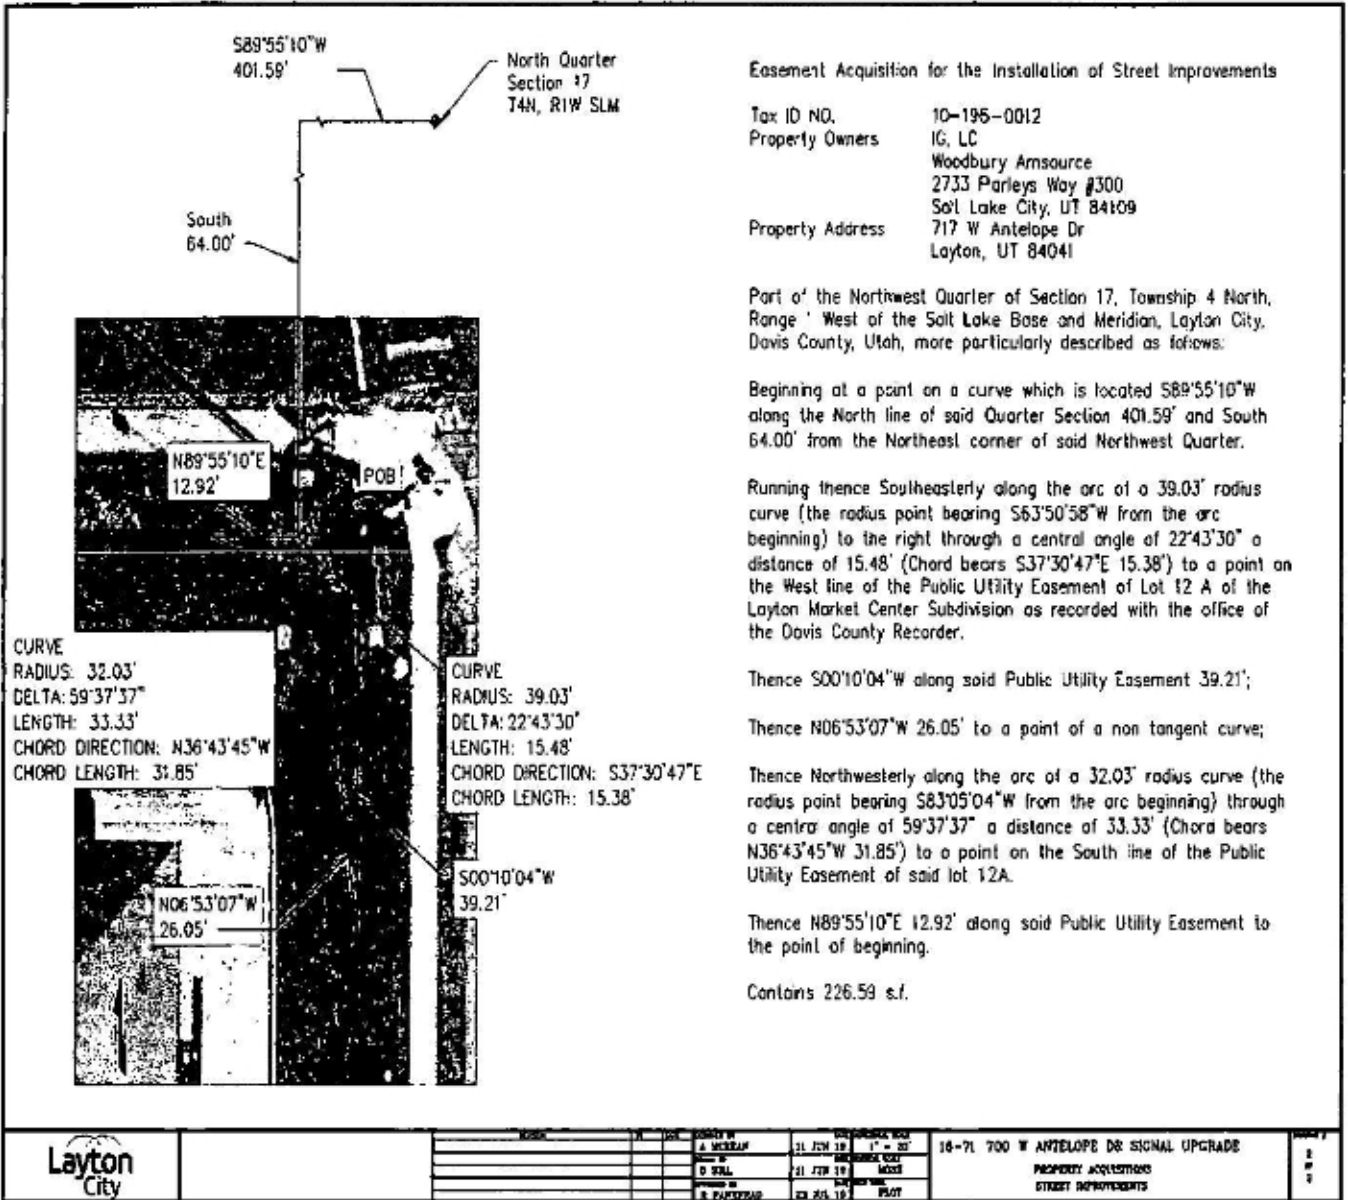 S89°55'10"W
401.59'
North Quarter
Section 17
T4N, R1W SLM
South
64.00'
N89°55'10"E
12.92'
POB
CURVE
RADIUS: 32.03'
DELTA: 59°37'37"
LENGTH: 33.33'
CHORD DIRECTION: N36°43'45"W
CHORD LENGTH: 31.85'
CURVE
RADIUS: 39.03'
DELTA: 22°43'30"
LENGTH: 15.48'
CHORD DIRECTION: S37°30'47"E
CHORD LENGTH: 15.38'
S00°10'04"W
39.21'
N06°53'07"W
26.05'
Easement Acquisition for the Installation of Street Improvements
Tax ID NO. 10-195-0012
Property Owners IG, LC
Woodbury Amsource
2733 Parleys Way #300
Salt Lake City, UT 84109
Property Address 717 W Antelope Dr
Layton, UT 84041
Part of the Northwest Quarter of Section 17, Township 4 North,
Range 1 West of the Salt Lake Base and Meridian, Layton City,
Davis County, Utah, more particularly described as follows:
Beginning at a point on a curve which is located S89°55'10"W
along the North line of said Quarter Section 401.59' and South
64.00' from the Northeast corner of said Northwest Quarter.
Running thence Southeasterly along the arc of a 39.03' radius
curve (the radius point bearing S63°50'58"W from the arc
beginning) to the right through a central angle of 22°43'30" a
distance of 15.48' (Chord bears S37°30'47"E 15.38') to a point on
the West line of the Public Utility Easement of Lot 12 A of the
Layton Market Center Subdivision as recorded with the office of
the Davis County Recorder.
Thence S00°10'04"W along said Public Utility Easement 39.21';
Thence N06°53'07"W 26.05' to a point of a non tangent curve;
Thence Northwesterly along the arc of a 32.03' radius curve (the
radius point bearing S83°05'04"W from the arc beginning) through
a central angle of 59°37'37" a distance of 33.33' (Chord bears
N36°43'45"W 31.85') to a point on the South line of the Public
Utility Easement of said lot 12A.
Thence N89°55'10"E 12.92' along said Public Utility Easement to
the point of beginning.
Contains 226.59 s.f.
Layton
City
16-71 700 W ANTELOPE DR SIGNAL UPGRADE
PROPERTY ACQUISITIONS
STREET IMPROVEMENTS